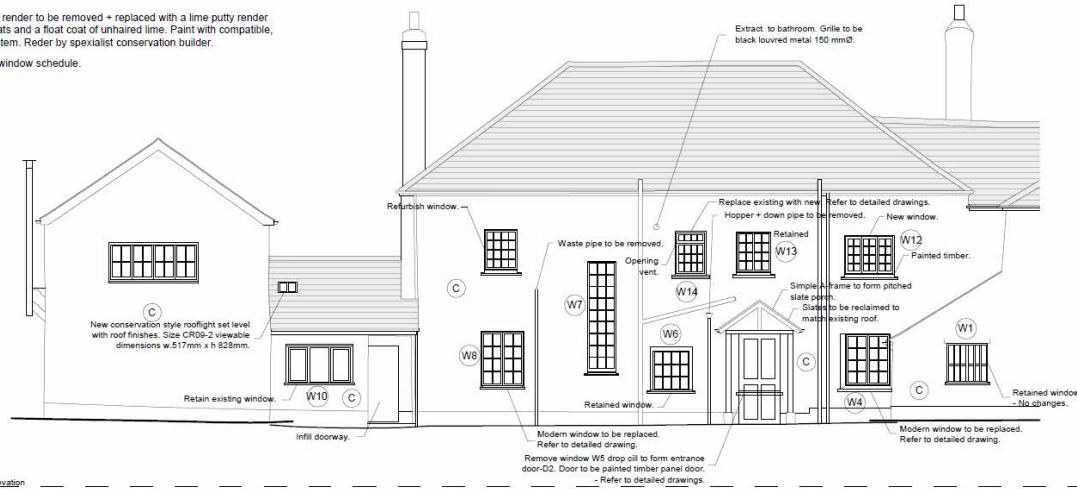 render to be removed + replaced with a lime putty render
ats and a float coat of unhaired lime. Paint with compatible,
tem. Reder by spexialist conservation builder.
window schedule.
Extract to bathroom. Grille to be
black louvred metal 150 mmØ.
Refurbish window.
Replace existing with new. Refer to detailed drawings.
Hopper + down pipe to be removed.
New window.
Waste pipe to be removed.
Retained
W13
W12
Opening
vent.
Painted timber.
W14
C
Simple A-frame to form pitched
slate porch.
Slates to be reclaimed to
match existing roof.
W7
C
New conservation style rooflight set level
with roof finishes. Size CR09-2 viewable
dimensions w.517mm x h 828mm.
W8
W6
W1
C
W10
C
Retain existing window.
Retained window.
W4
C
Retained window
- No changes.
Infill doorway.
Modern window to be replaced.
Refer to detailed drawing.
Modern window to be replaced.
Refer to detailed drawing.
Remove window W5 drop cill to form entrance
door-D2. Door to be painted timber panel door.
- Refer to detailed drawings.
evation